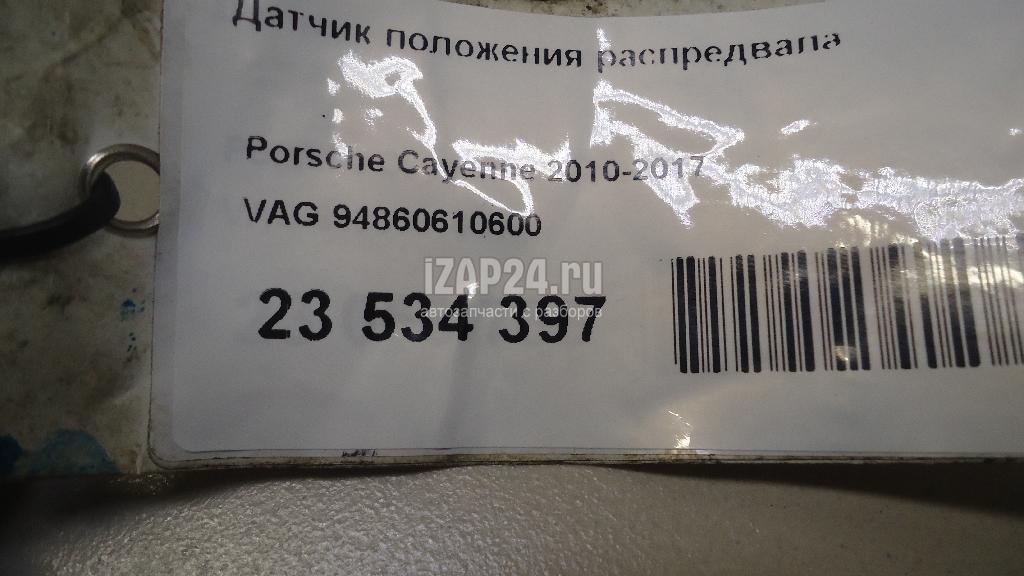 Датчик положения распредвала
Porsche Cayenne 2010-2017
VAG 94860610600
iZAP24.ru
автозапчасти с разборов
23 534 397